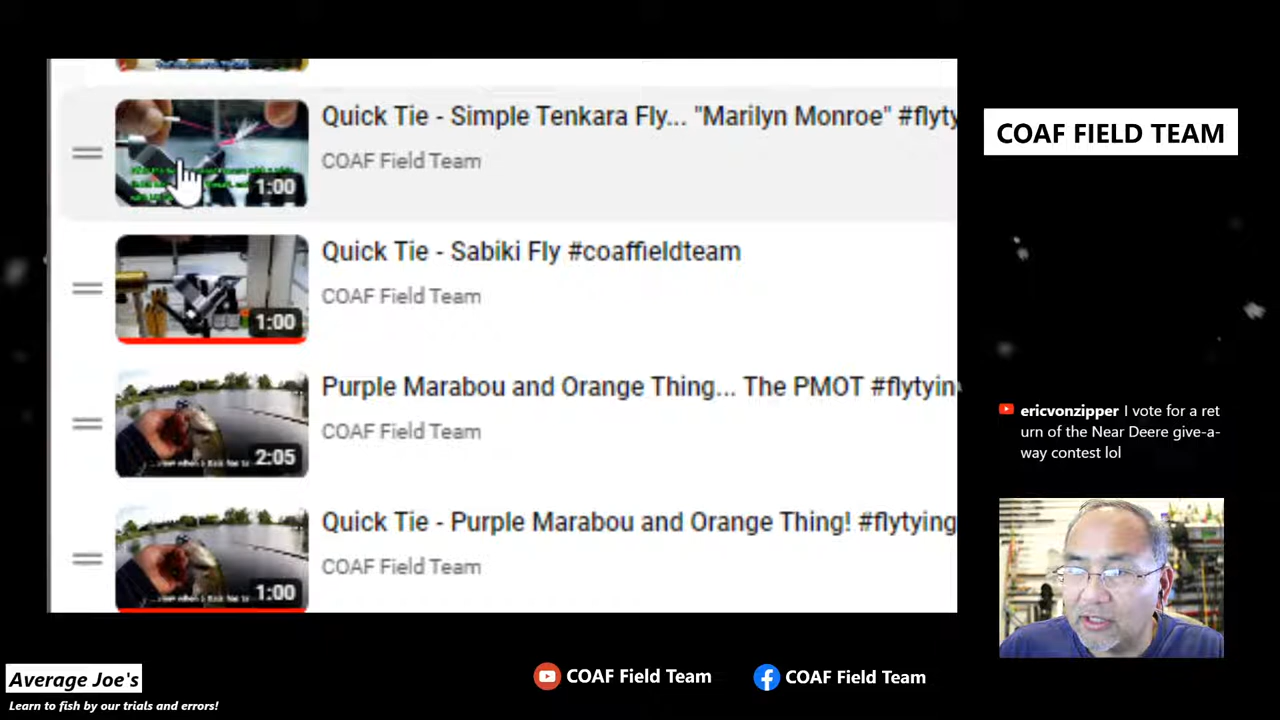 Quick Tie - Simple Tenkara Fly... "Marilyn Monroe" #flyty
COAF Field Team
1:00
Quick Tie - Sabiki Fly #coaffieldteam
COAF Field Team
1:00
Purple Marabou and Orange Thing... The PMOT #flytyin
COAF Field Team
2:05
Quick Tie - Purple Marabou and Orange Thing! #flytying
COAF Field Team
1:00
COAF FIELD TEAM
ericvonzipper I vote for a ret
urn of the Near Deere give-a-
way contest lol
Average Joe's
Learn to fish by our trials and errors!
COAF Field Team
COAF Field Team